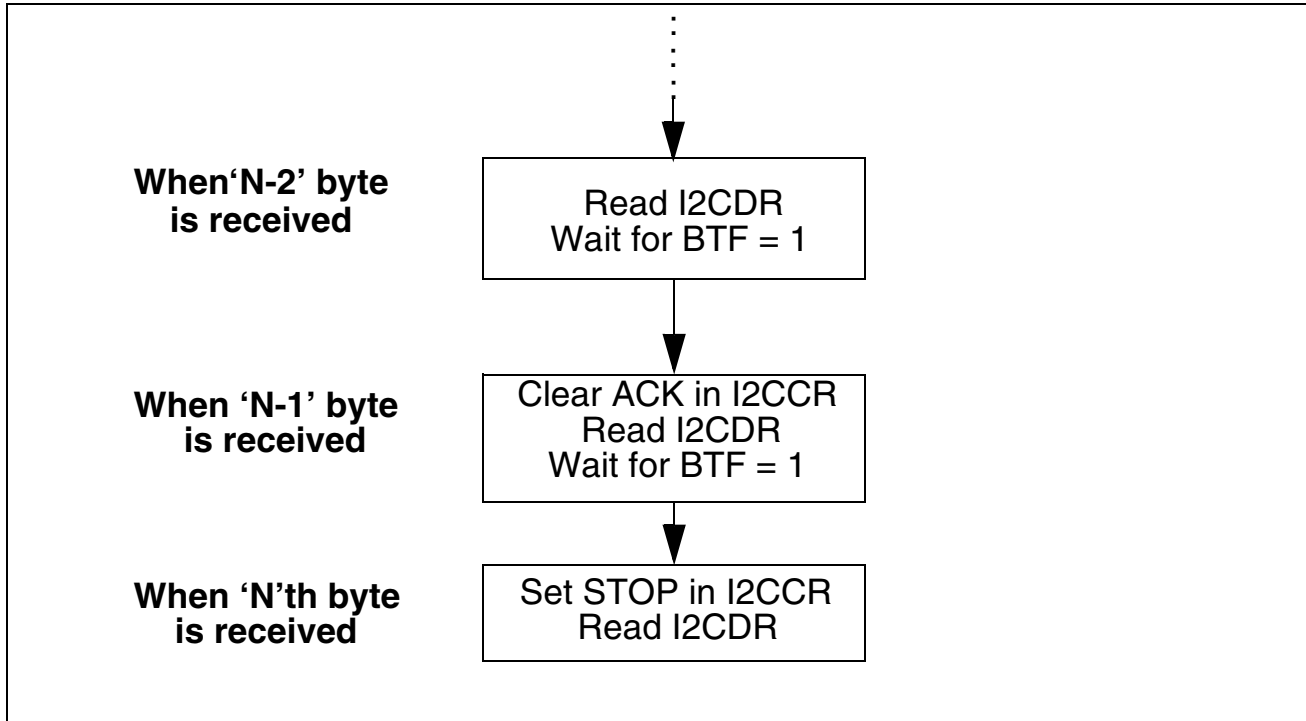 When‘N-2’ byte
is received
Read I2CDR
Wait for BTF = 1
When ‘N-1’ byte
is received
Clear ACK in I2CCR
Read I2CDR
Wait for BTF = 1
When ‘N’th byte
is received
Set STOP in I2CCR
Read I2CDR